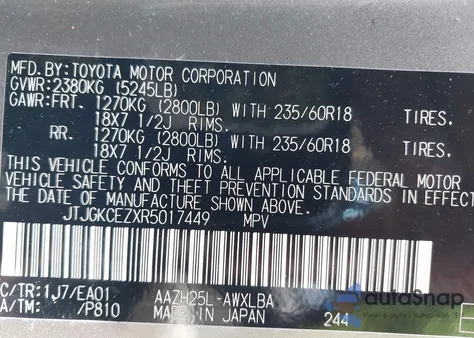 MFD.BY:TOYOTA MOTOR CORPORATION
GVWR:2380KG (5245LB)
GAWR:FRT. 1270KG (2800LB) WITH 235/60R18 TIRES.
18X7 1/2J RIMS.
RR. 1270KG (2800LB) WITH 235/60R18 TIRES.
18X7 1/2J RIMS.
THIS VEHICLE CONFORMS TO ALL APPLICABLE FEDERAL MOTOR
VEHICLE SAFETY AND THEFT PREVENTION STANDARDS IN EFFECT
THE DATE OF MANUFACTURE SHOWN ABOVE.
JTJGKCEZXR5017449 MPV
C/TR:1J7/EA01 AAZH25L-AWXLBA
A/TM: /P810 MADE IN JAPAN 244
autoSnap